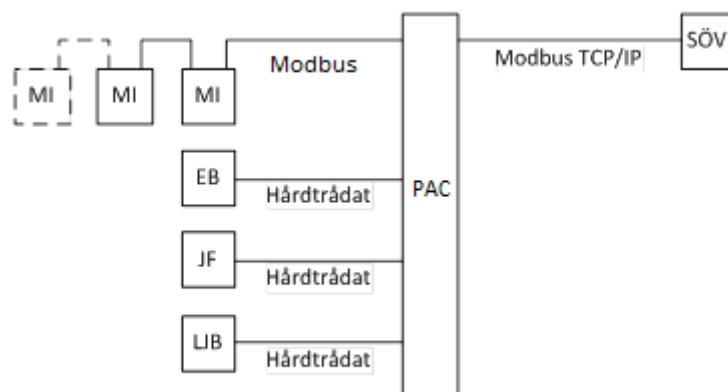 SÖV
Modbus TCP/IP
Modbus
MI
MI
MI
EB
Hårdtrådat
PAC
JF
Hårdtrådat
LJB
Hårdtrådat